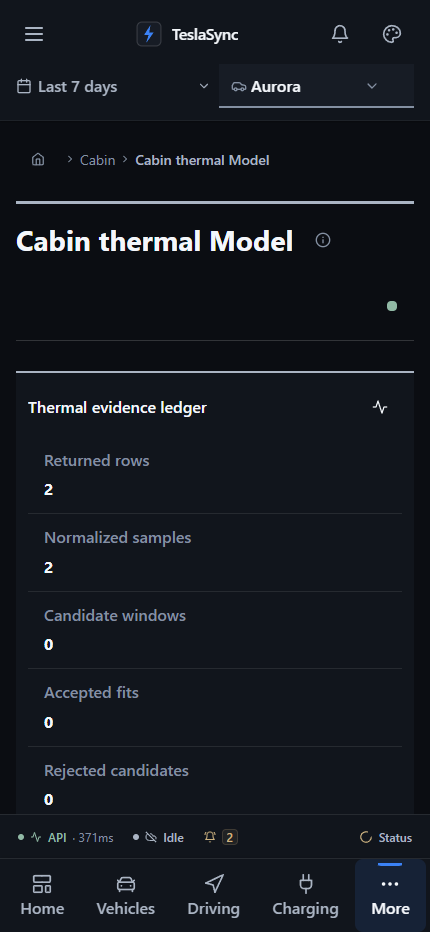 TeslaSync
Last 7 days
Aurora
Cabin
Cabin thermal Model
Cabin thermal Model
Thermal evidence ledger
Returned rows
2
Normalized samples
2
Candidate windows
0
Accepted fits
0
Rejected candidates
0
API · 371ms
Idle
2
Status
Home
Vehicles
Driving
Charging
More